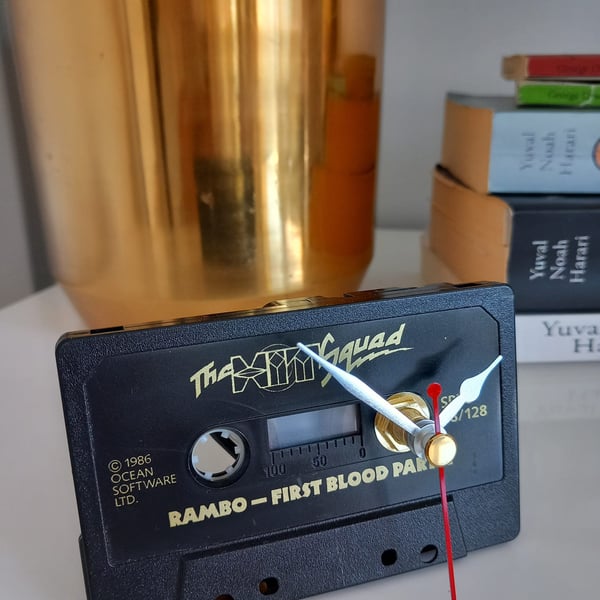 The HIT Squad
© 1986
OCEAN
SOFTWARE
LTD.
100 50 0
/128
RAMBO — FIRST BLOOD
Yuval
Noah
Harari
Yuval
Noah
Harari